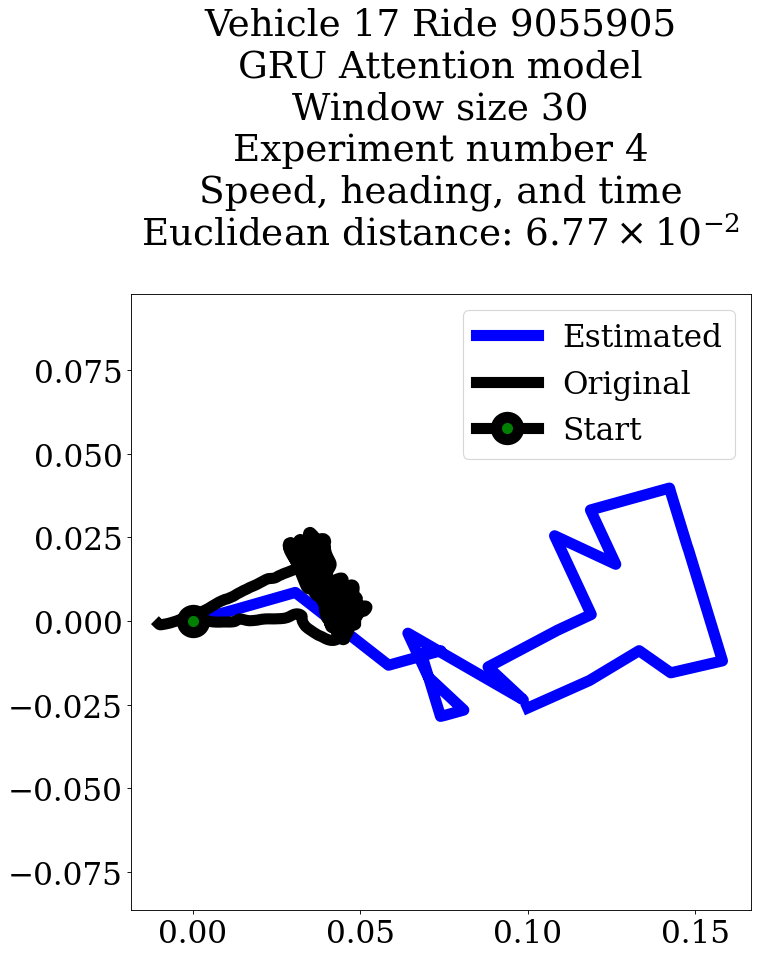 Vehicle 17 Ride 9055905
GRU Attention model
Window size 30
Experiment number 4
Speed, heading, and time
Euclidean distance: 6.77 × 10⁻²
Estimated
Original
Start
0.075
0.050
0.025
0.000
−0.025
−0.050
−0.075
0.00 0.05 0.10 0.15